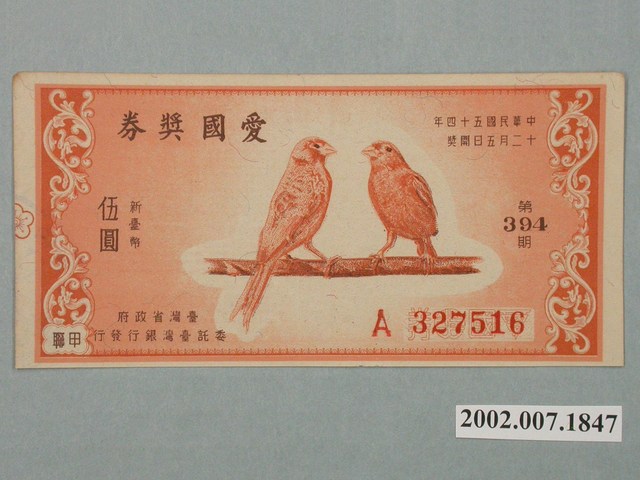 愛國獎券
中華民國五十四年
十二月五日開獎
新臺幣
伍圓
第
394
期
臺灣省政府
委託臺灣銀行發行
甲聯
A 327516
2002.007.1847